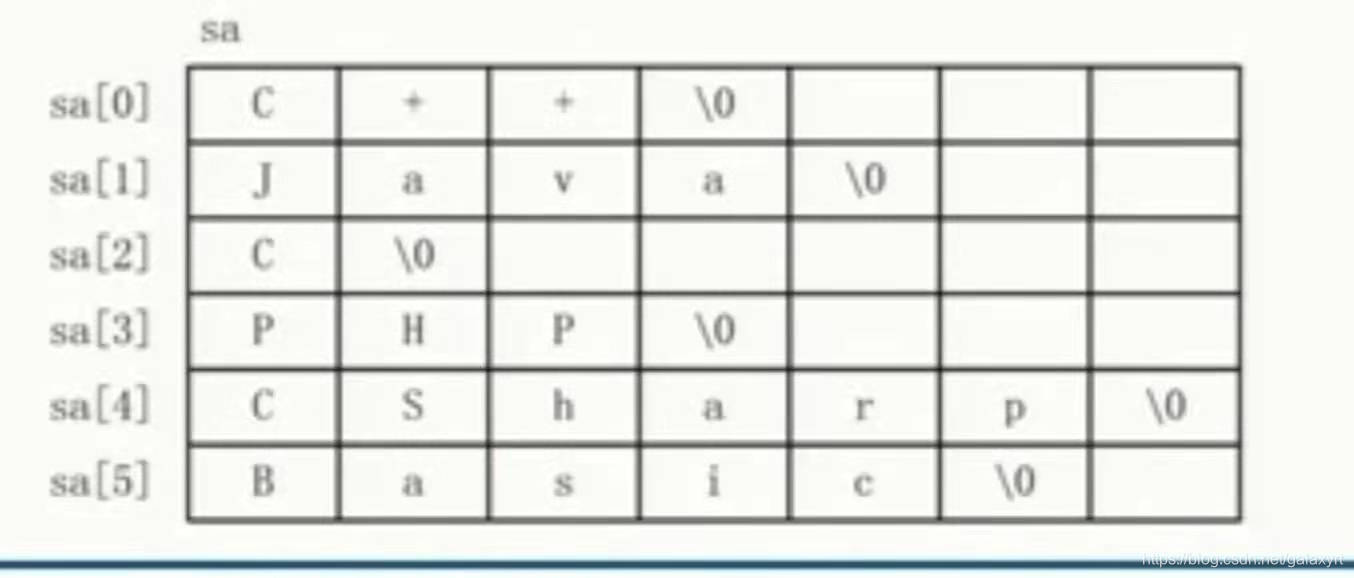 sa
sa[0] C + + \0
sa[1] J a v a \0
sa[2] C \0
sa[3] P H P \0
sa[4] C S h a r p \0
sa[5] B a s i c \0
https://blog.csdn.net/galaxyrt